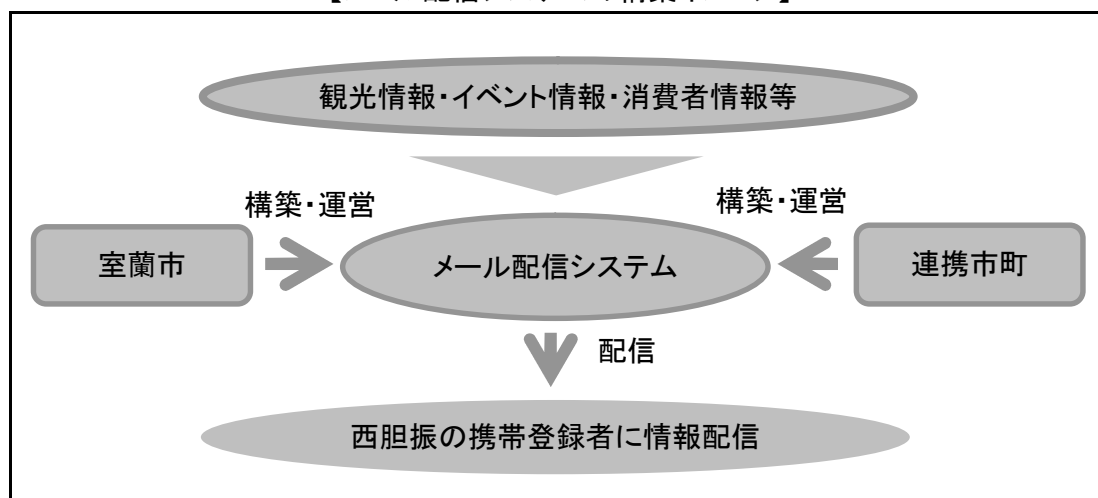 観光情報・イベント情報・消費者情報等
構築・運営
構築・運営
室蘭市
メール配信システム
連携市町
配信
西胆振の携帯登録者に情報配信